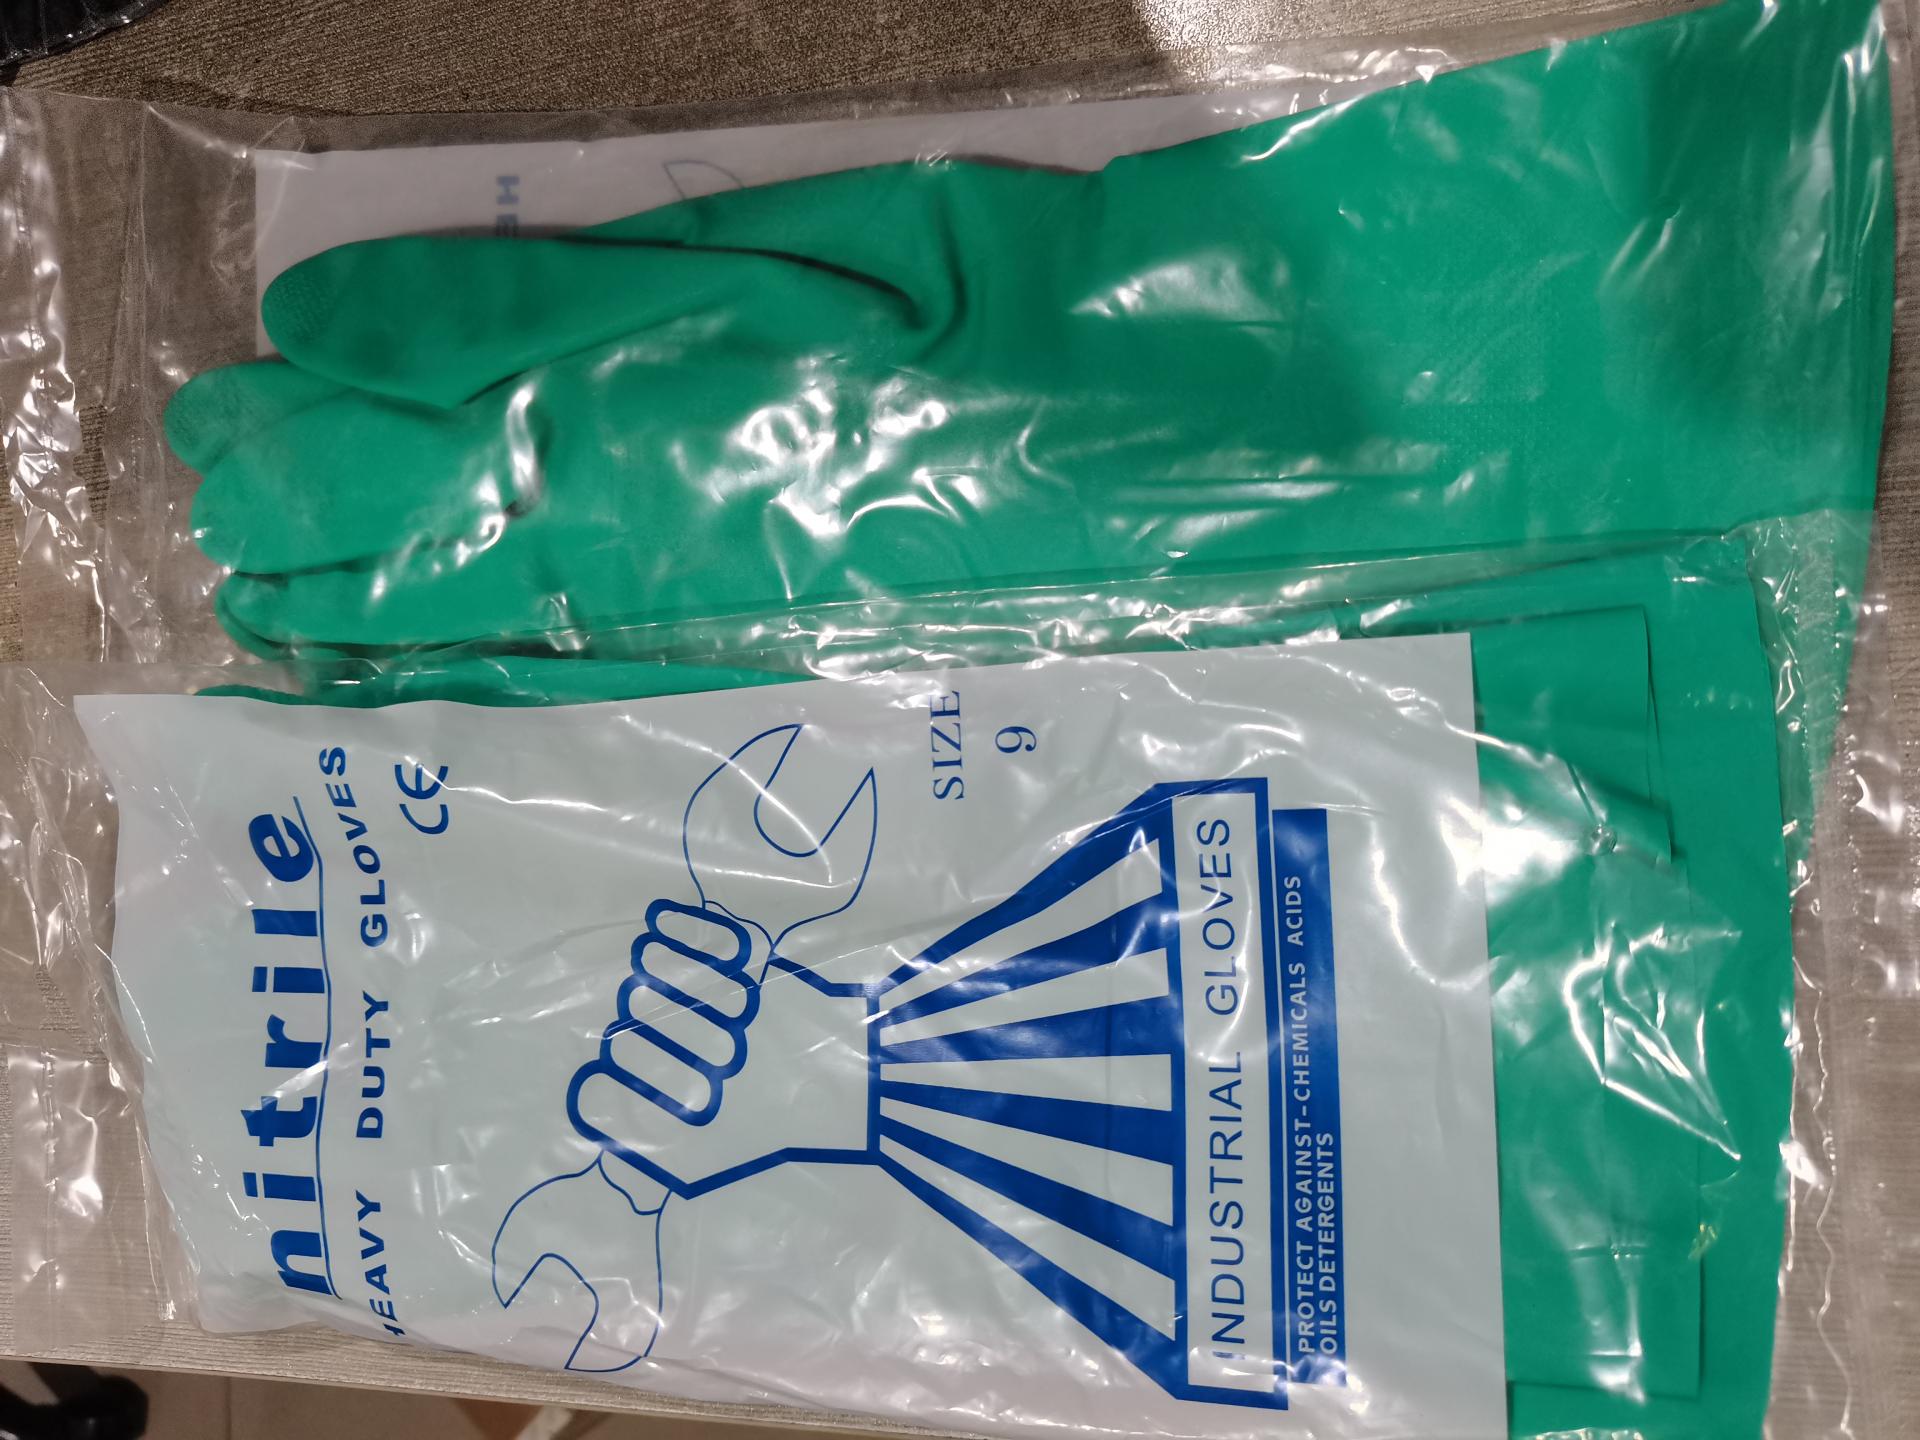 nitrile
HEAVY DUTY GLOVES
CE
SIZE
9
INDUSTRIAL GLOVES
PROTECT AGAINST-CHEMICALS ACIDS
OILS DETERGENTS